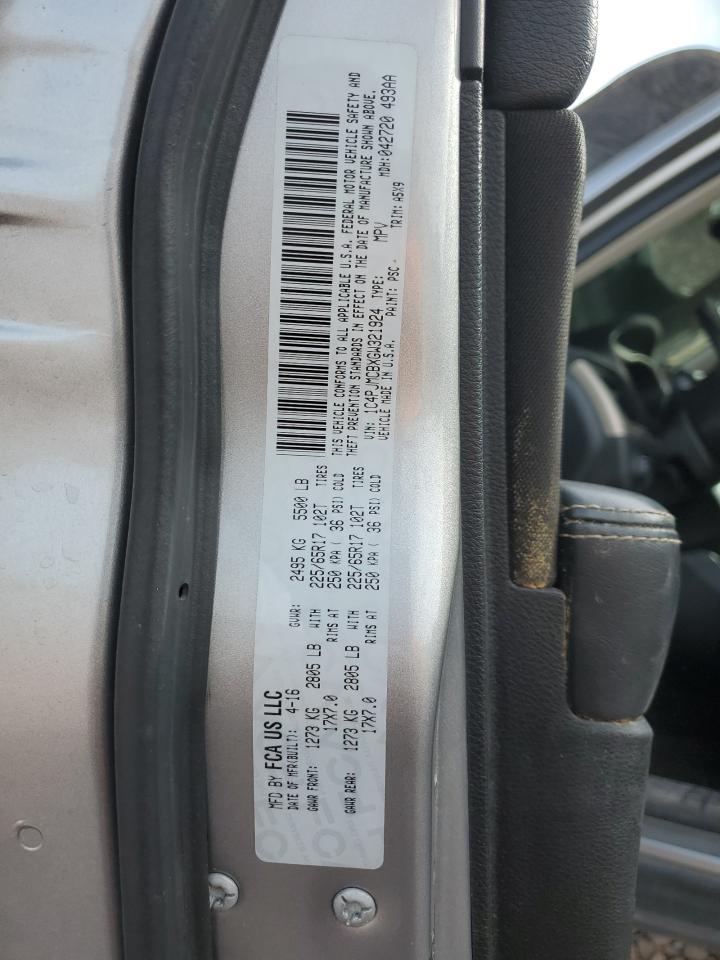 MFD BY FCA US LLC
DATE OF MFR(BUILT): 4-16 GVWR: 2495 KG 5500 LB
GAWR FRONT: 1273 KG 2805 LB WITH 225/65R17 102T TIRES
17X7.0 RIMS AT 250 KPA ( 36 PSI) COLD
GAWR REAR: 1273 KG 2805 LB WITH 225/65R17 102T TIRES
17X7.0 RIMS AT 250 KPA ( 36 PSI) COLD
THIS VEHICLE CONFORMS TO ALL APPLICABLE U.S.A. FEDERAL MOTOR VEHICLE SAFETY AND
THEFT PREVENTION STANDARDS IN EFFECT ON THE DATE OF MANUFACTURE SHOWN ABOVE.
VIN: 1C4PJMCBXGW321924 TYPE: MPV MDH:042720 493AA
VEHICLE MADE IN U.S.A. PAINT: PSC - TRIM: A5X9